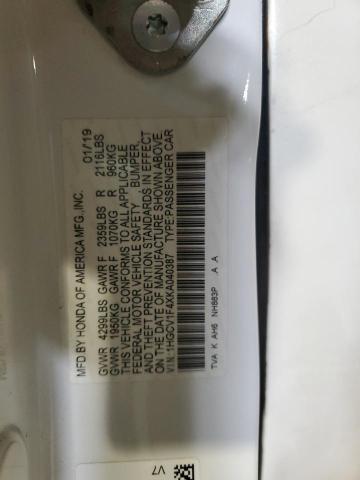 MFD BY HONDA OF AMERICA MFG.,INC. 01/19
GVWR 4299LBS GAWR F 2359LBS R 2116LBS
GVWR 1950KG GAWR F 1070KG R 960KG
THIS VEHICLE CONFORMS TO ALL APPLICABLE
FEDERAL MOTOR VEHICLE SAFETY , BUMPER,
AND THEFT PREVENTION STANDARDS IN EFFECT
ON THE DATE OF MANUFACTURE SHOWN ABOVE
V.I.N.:1HGCV1F4XKA040387 TYPE:PASSENGER CAR
TVA K AH6 NH883P A A
V7